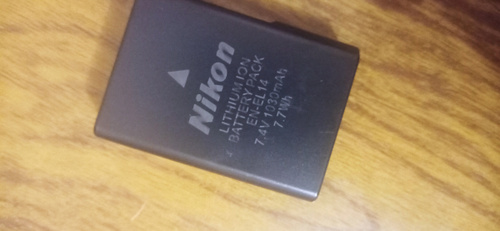 Nikon
LITHIUM ION
BATTERY PACK
EN-EL14
7.4V 1030mAh
7.7Wh